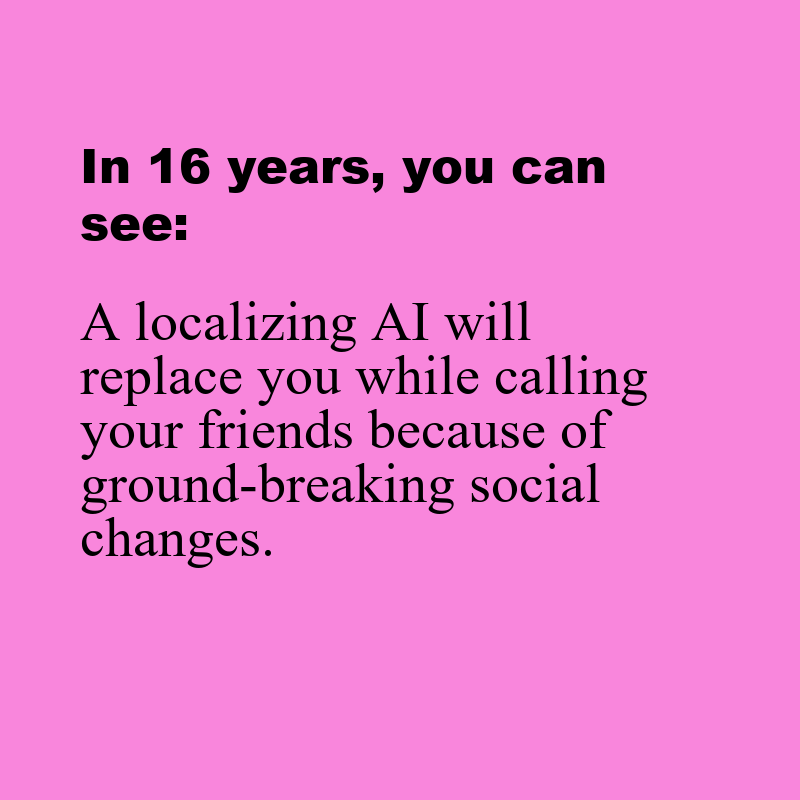 In 16 years, you can
see:
A localizing AI will
replace you while calling
your friends because of
ground-breaking social
changes.